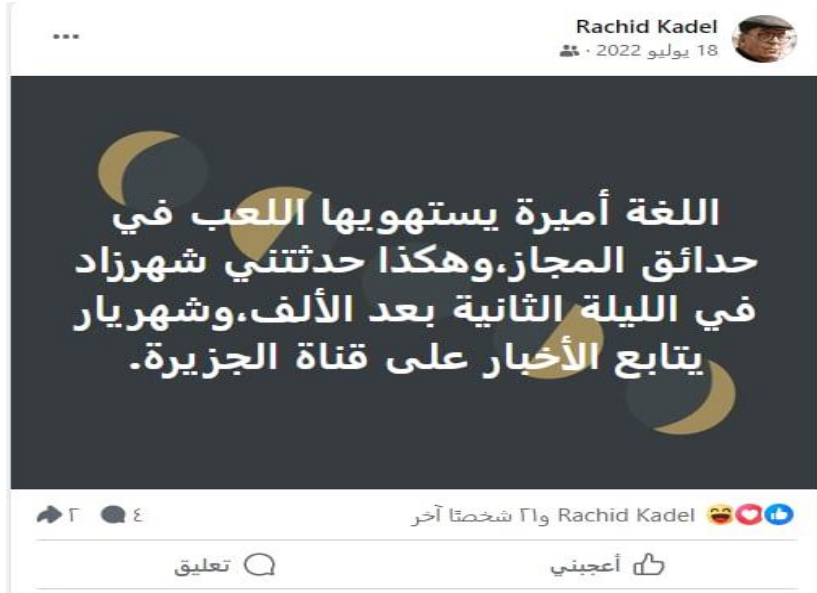 Rachid Kadel
18 يوليو 2022 ·
...
اللغة أميرة يستهويها اللعب في
حدائق المجاز،وهكذا حدثتني شهرزاد
في الليلة الثانية بعد الألف،وشهريار
يتابع الأخبار على قناة الجزيرة.
Rachid Kadel و٢١ شخصًا آخر
٤ ٢
أعجبني
تعليق